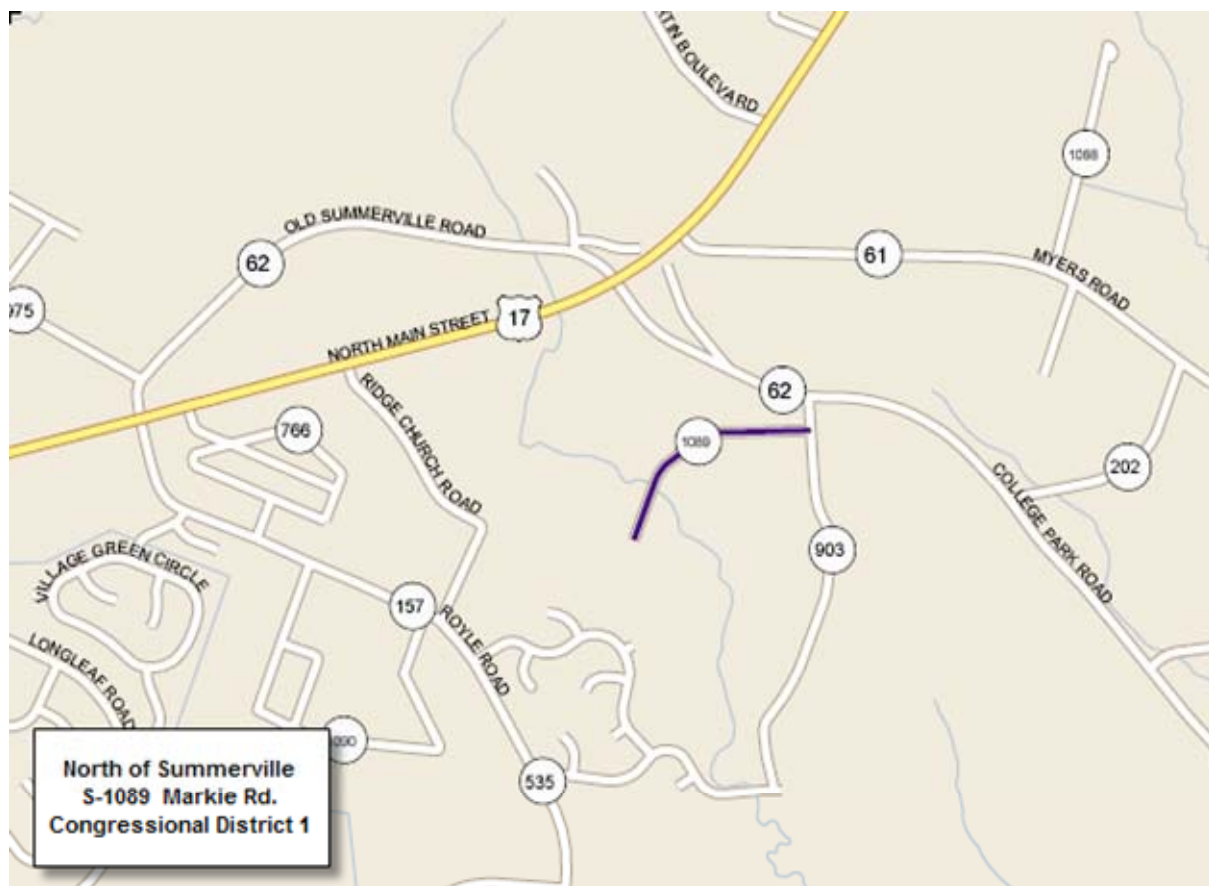 TIN BOULEVARD
1088
OLD SUMMERVILLE ROAD
62
61
MYERS ROAD
075
NORTH MAIN STREET
17
RIDGE CHURCH ROAD
62
766
1089
202
COLLEGE PARK ROAD
903
VILLAGE GREEN CIRCLE
157
ROYLE ROAD
LONGLEAF ROAD
535
North of Summerville
S-1089 Markie Rd.
Congressional District 1